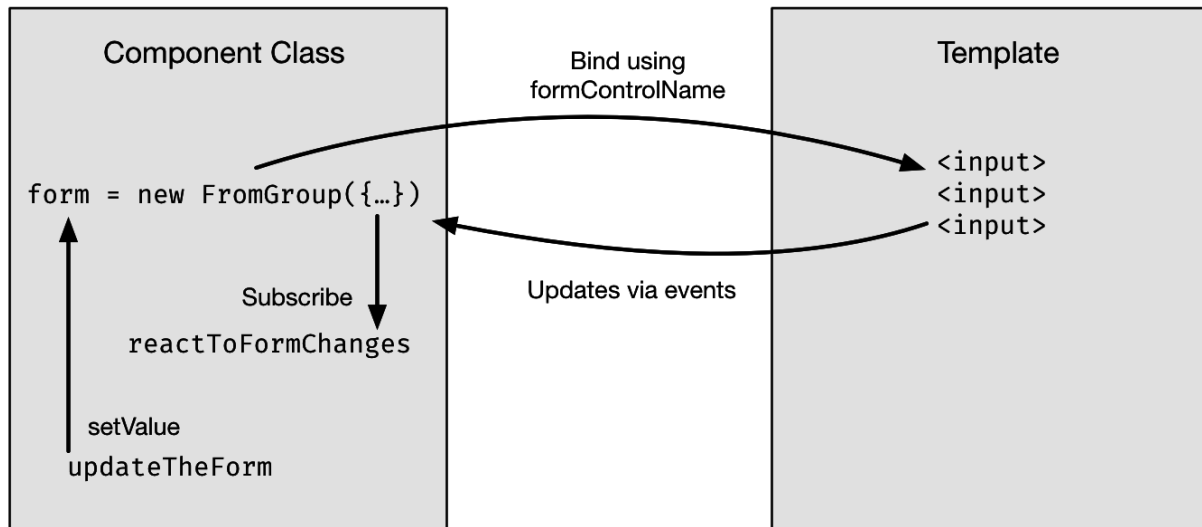 Component Class
Bind using
formControlName
Template
<input>
form = new FromGroup({…})
<input>
<input>
Subscribe
Updates via events
reactToFormChanges
setValue
updateTheForm